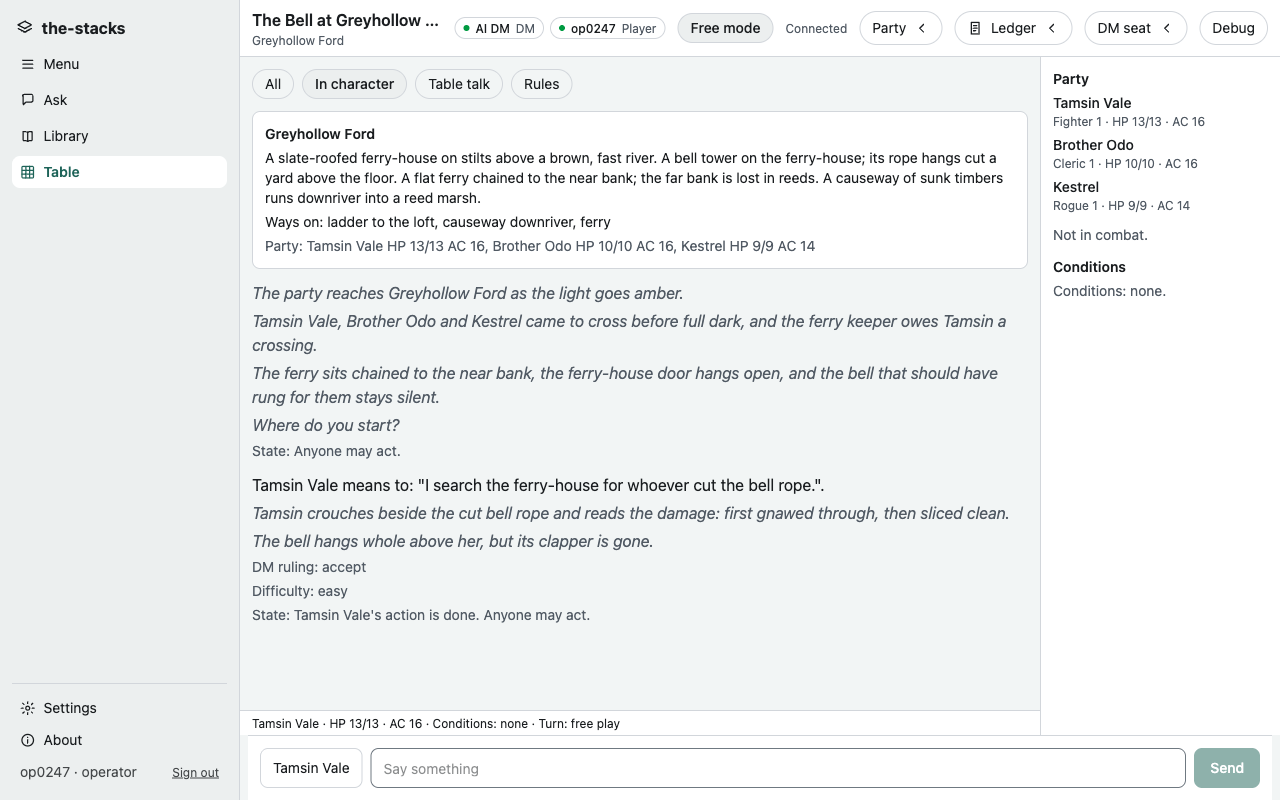 the-stacks
Menu
Ask
Library
Table
Settings
About
op0247 · operator
Sign out
The Bell at Greyhollow ...
Greyhollow Ford
AI DM DM
op0247 Player
Free mode
Connected
Party
Ledger
DM seat
Debug
All
In character
Table talk
Rules
Greyhollow Ford
A slate-roofed ferry-house on stilts above a brown, fast river. A bell tower on the ferry-house; its rope hangs cut a
yard above the floor. A flat ferry chained to the near bank; the far bank is lost in reeds. A causeway of sunk timbers
runs downriver into a reed marsh.
Ways on: ladder to the loft, causeway downriver, ferry
Party: Tamsin Vale HP 13/13 AC 16, Brother Odo HP 10/10 AC 16, Kestrel HP 9/9 AC 14
The party reaches Greyhollow Ford as the light goes amber.
Tamsin Vale, Brother Odo and Kestrel came to cross before full dark, and the ferry keeper owes Tamsin a
crossing.
The ferry sits chained to the near bank, the ferry-house door hangs open, and the bell that should have
rung for them stays silent.
Where do you start?
State: Anyone may act.
Tamsin Vale means to: "I search the ferry-house for whoever cut the bell rope.".
Tamsin crouches beside the cut bell rope and reads the damage: first gnawed through, then sliced clean.
The bell hangs whole above her, but its clapper is gone.
DM ruling: accept
Difficulty: easy
State: Tamsin Vale's action is done. Anyone may act.
Party
Tamsin Vale
Fighter 1 · HP 13/13 · AC 16
Brother Odo
Cleric 1 · HP 10/10 · AC 16
Kestrel
Rogue 1 · HP 9/9 · AC 14
Not in combat.
Conditions
Conditions: none.
Tamsin Vale · HP 13/13 · AC 16 · Conditions: none · Turn: free play
Tamsin Vale
Say something
Send